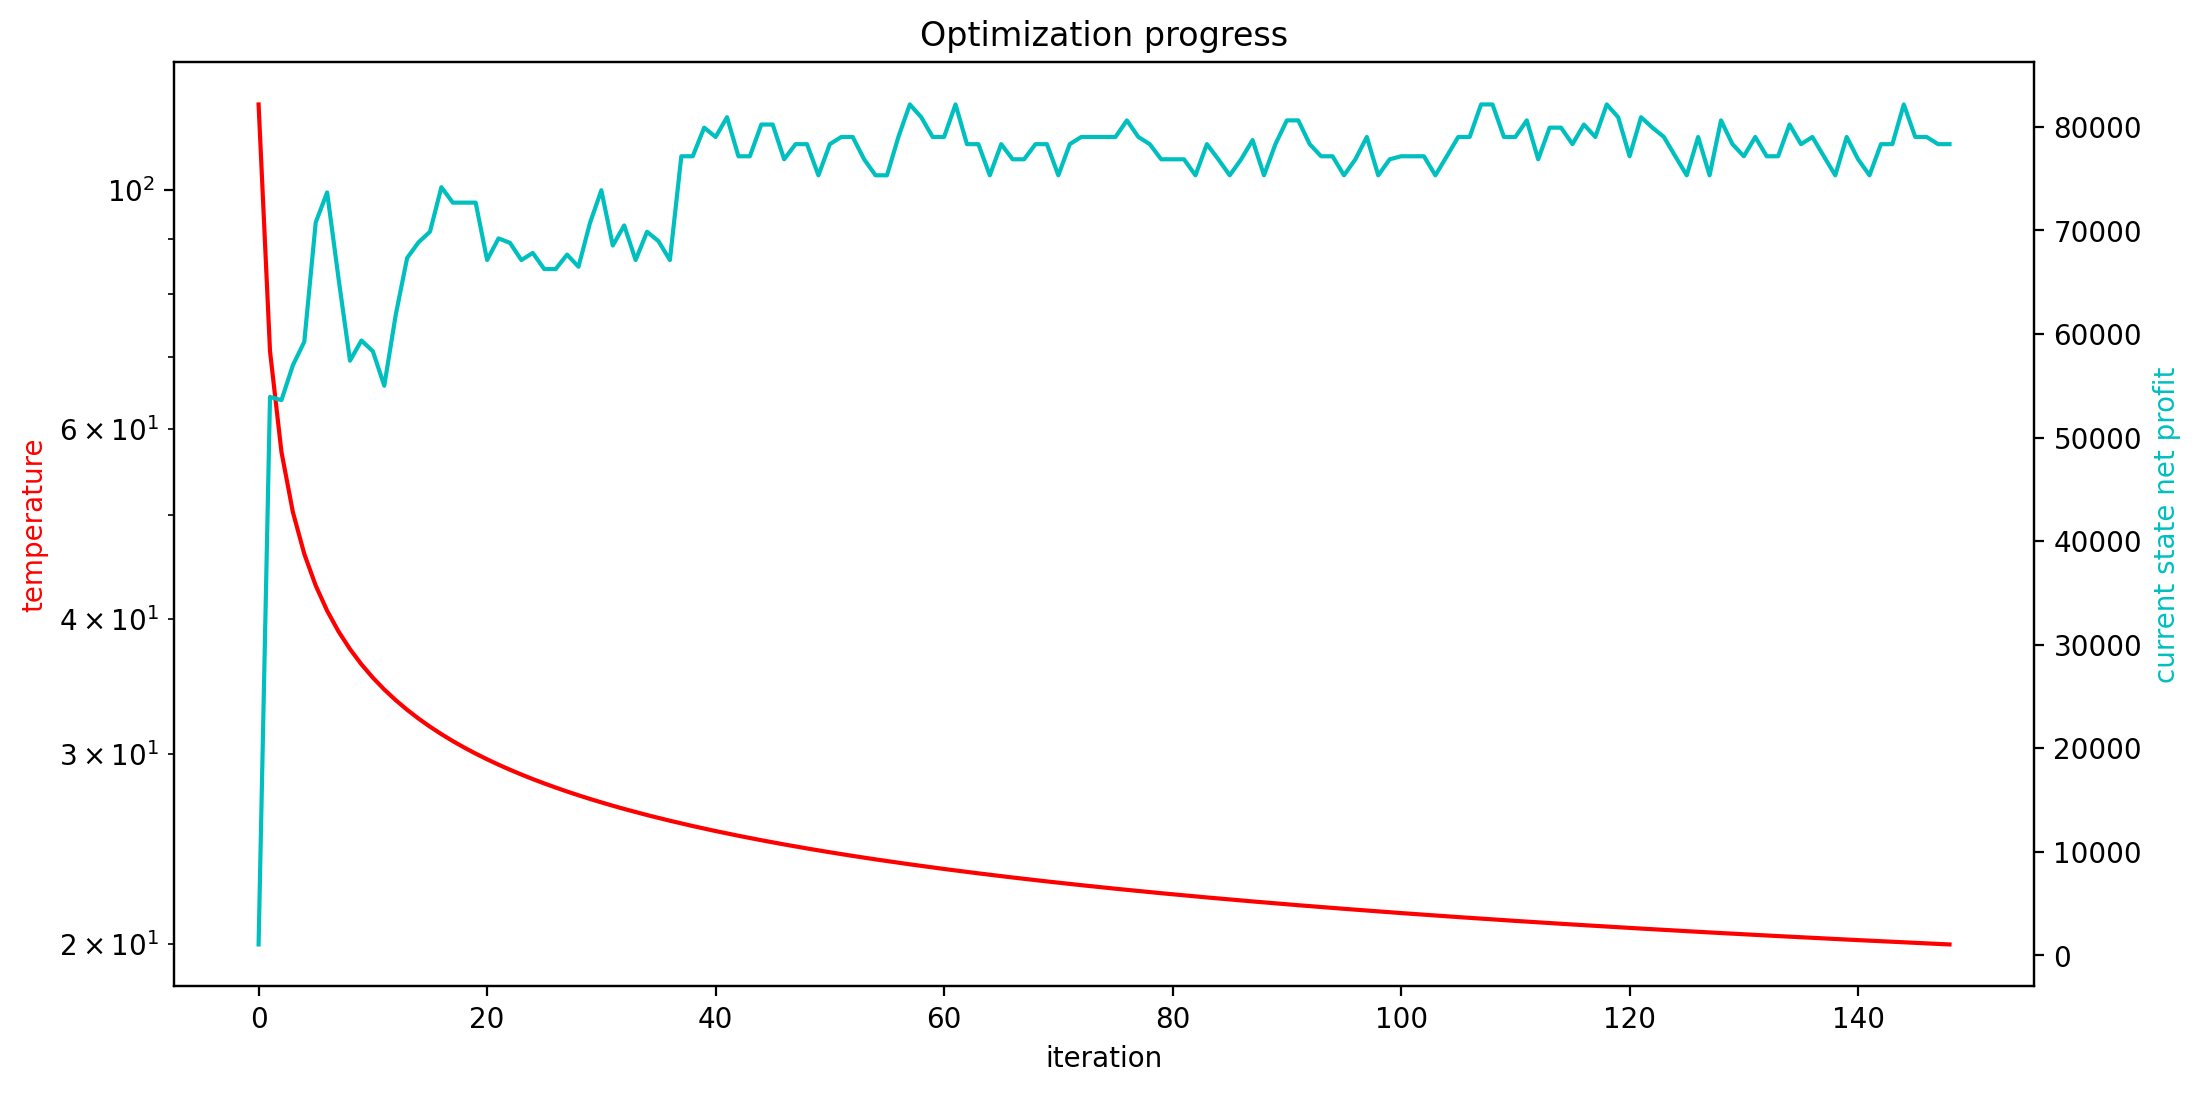 Optimization progress
temperature
10²
6 × 10¹
4 × 10¹
3 × 10¹
2 × 10¹
80000
70000
60000
50000
40000
30000
20000
10000
0
current state net profit
0 20 40 60 80 100 120 140
iteration